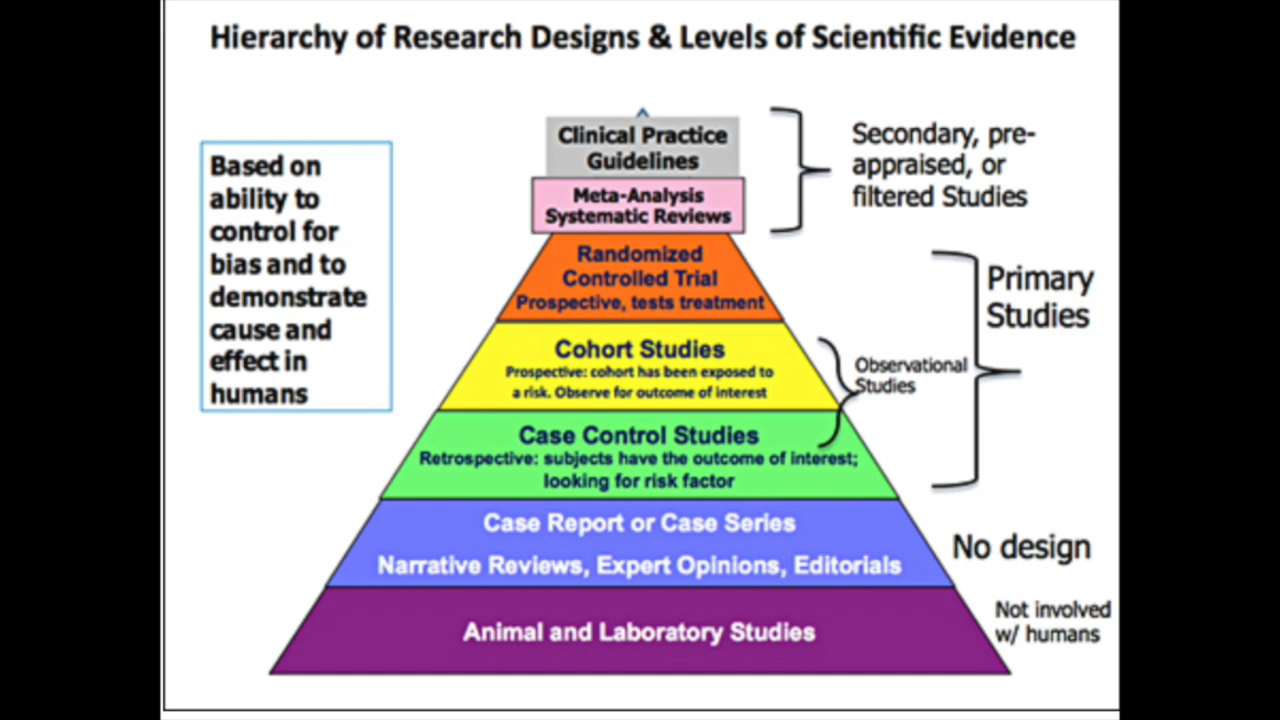 Hierarchy of Research Designs & Levels of Scientific Evidence
Based on
ability to
control for
bias and to
demonstrate
cause and
effect in
humans
Clinical Practice
Guidelines
Meta-Analysis
Systematic Reviews
Secondary, pre-
appraised, or
filtered Studies
Randomized
Controlled Trial
Prospective, tests treatment
Primary
Studies
Cohort Studies
Prospective: cohort has been exposed to
a risk. Observe for outcome of interest
Observational
Studies
Case Control Studies
Retrospective: subjects have the outcome of interest;
looking for risk factor
Case Report or Case Series
Narrative Reviews, Expert Opinions, Editorials
No design
Animal and Laboratory Studies
Not involved
w/ humans